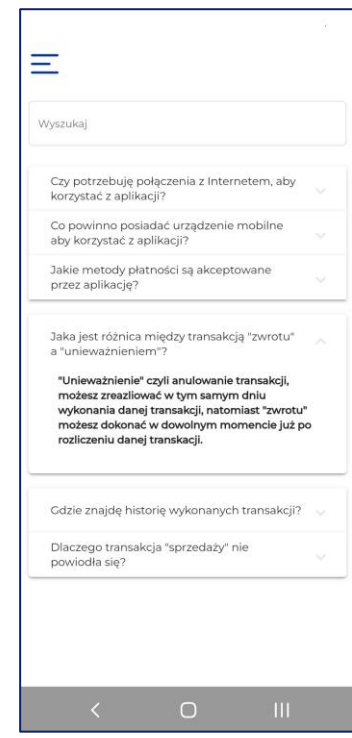 Wyszukaj
Czy potrzebuję połączenia z Internetem, aby
korzystać z aplikacji?
Co powinno posiadać urządzenie mobilne
aby korzystać z aplikacji?
Jakie metody płatności są akceptowane
przez aplikację?
Jaka jest różnica między transakcją "zwrotu"
a "unieważnieniem"?
"Unieważnienie" czyli anulowanie transakcji,
możesz zreazliować w tym samym dniu
wykonania danej transakcji, natomiast "zwrotu"
możesz dokonać w dowolnym momencie już po
rozliczeniu danej transkacji.
Gdzie znajdę historię wykonanych transakcji?
Dlaczego transakcja "sprzedaży" nie
powiodła się?